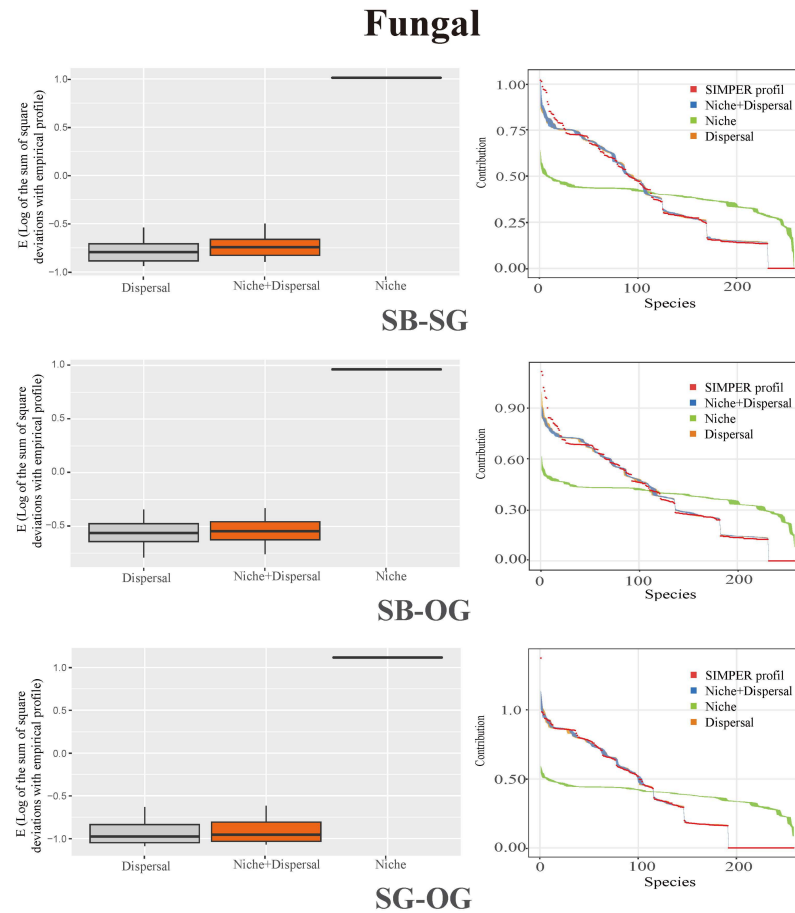 Fungal
E (Log of the sum of square
deviations with empirical profile)
1.0
0.5
0.0
−0.5
−1.0
Dispersal
Niche+Dispersal
Niche
Contribution
1.00
0.75
0.50
0.25
0.00
SIMPER profil
Niche+Dispersal
Niche
Dispersal
0
100
200
Species
SB-SG
E (Log of the sum of square
deviations with empirical profile)
1.0
0.5
0.0
−0.5
Dispersal
Niche+Dispersal
Niche
Contribution
0.90
0.60
0.30
0.00
SIMPER profil
Niche+Dispersal
Niche
Dispersal
0
100
200
Species
SB-OG
E (Log of the sum of square
deviations with empirical profile)
1.0
0.5
0.0
−0.5
−1.0
Dispersal
Niche+Dispersal
Niche
Contribution
1.0
0.50
0.00
SIMPER profil
Niche+Dispersal
Niche
Dispersal
0
100
200
Species
SG-OG